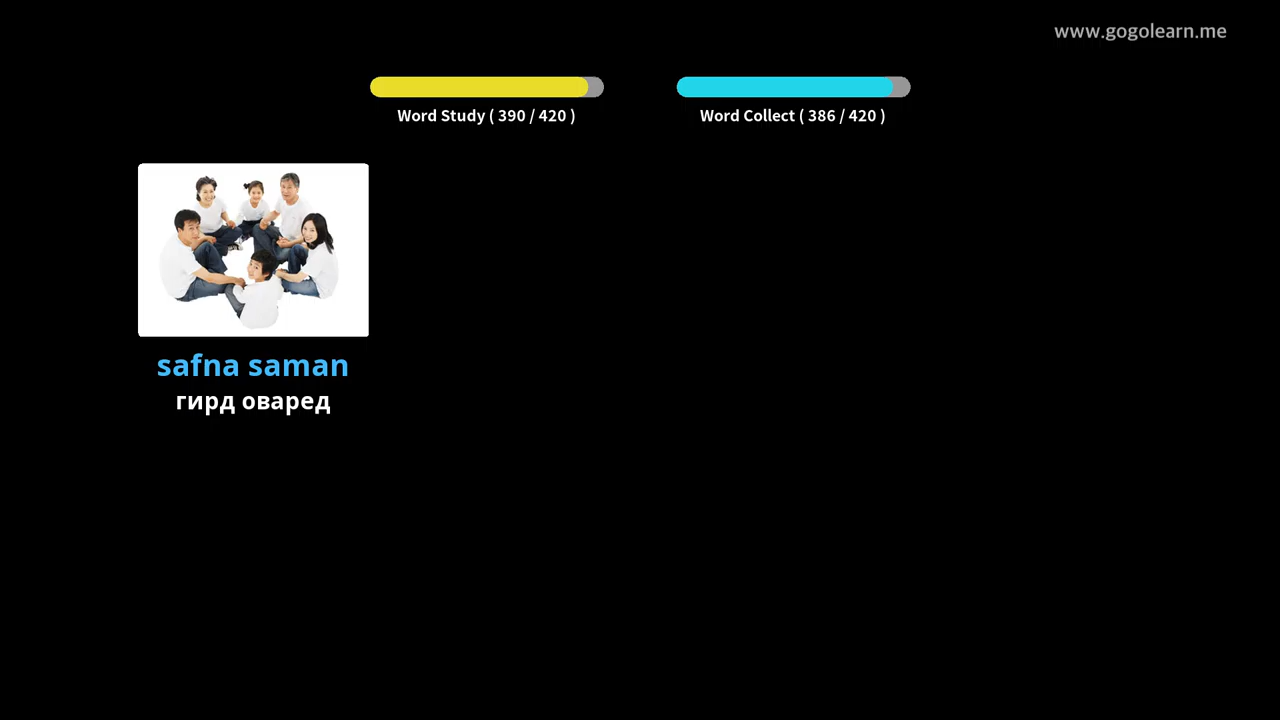 www.gogolearn.me
Word Study ( 390 / 420 )
Word Collect ( 386 / 420 )
safna saman
гирд оваред